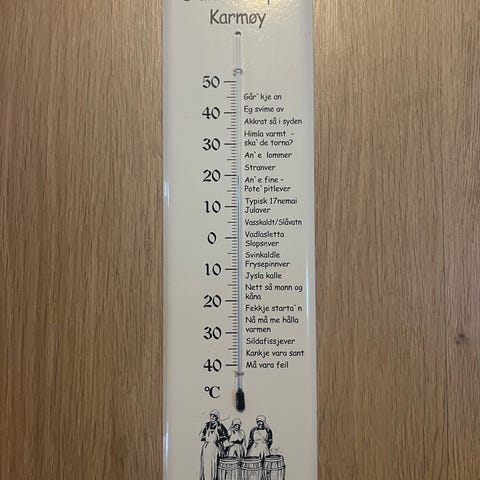 Karmøy
50
Går`kje an
Eg svime av
40
Akkrat så i syden
Himla varmt -
30
ska`de torna?
An`e lommer
Stranver
20
An`e fine -
Pote`pitlever
Typisk 17nemai
10
Julaver
Vasskaldt/Slåvatn
0
Vadlasletta
Slopsever
Svinkaldle
Frysepinnver
10
Jysla kalle
Nett så mann og
20
kåna
Fekkje starta`n
Nå må me hålla
30
varmen
Sildafissjever
Kankje vara sant
40
Må vara feil
°C